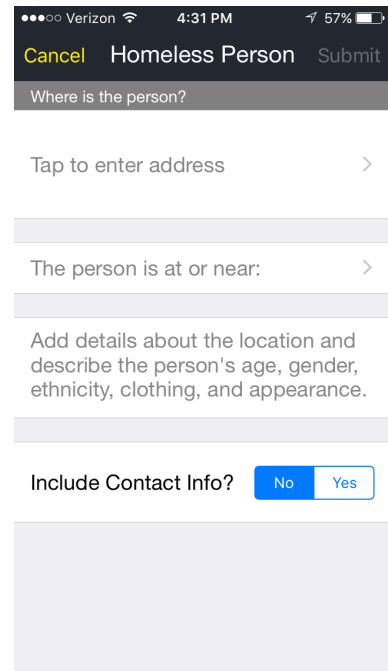 Verizon 4:31 PM 57%
Cancel Homeless Person Submit
Where is the person?
Tap to enter address
The person is at or near:
Add details about the location and
describe the person's age, gender,
ethnicity, clothing, and appearance.
Include Contact Info? No Yes